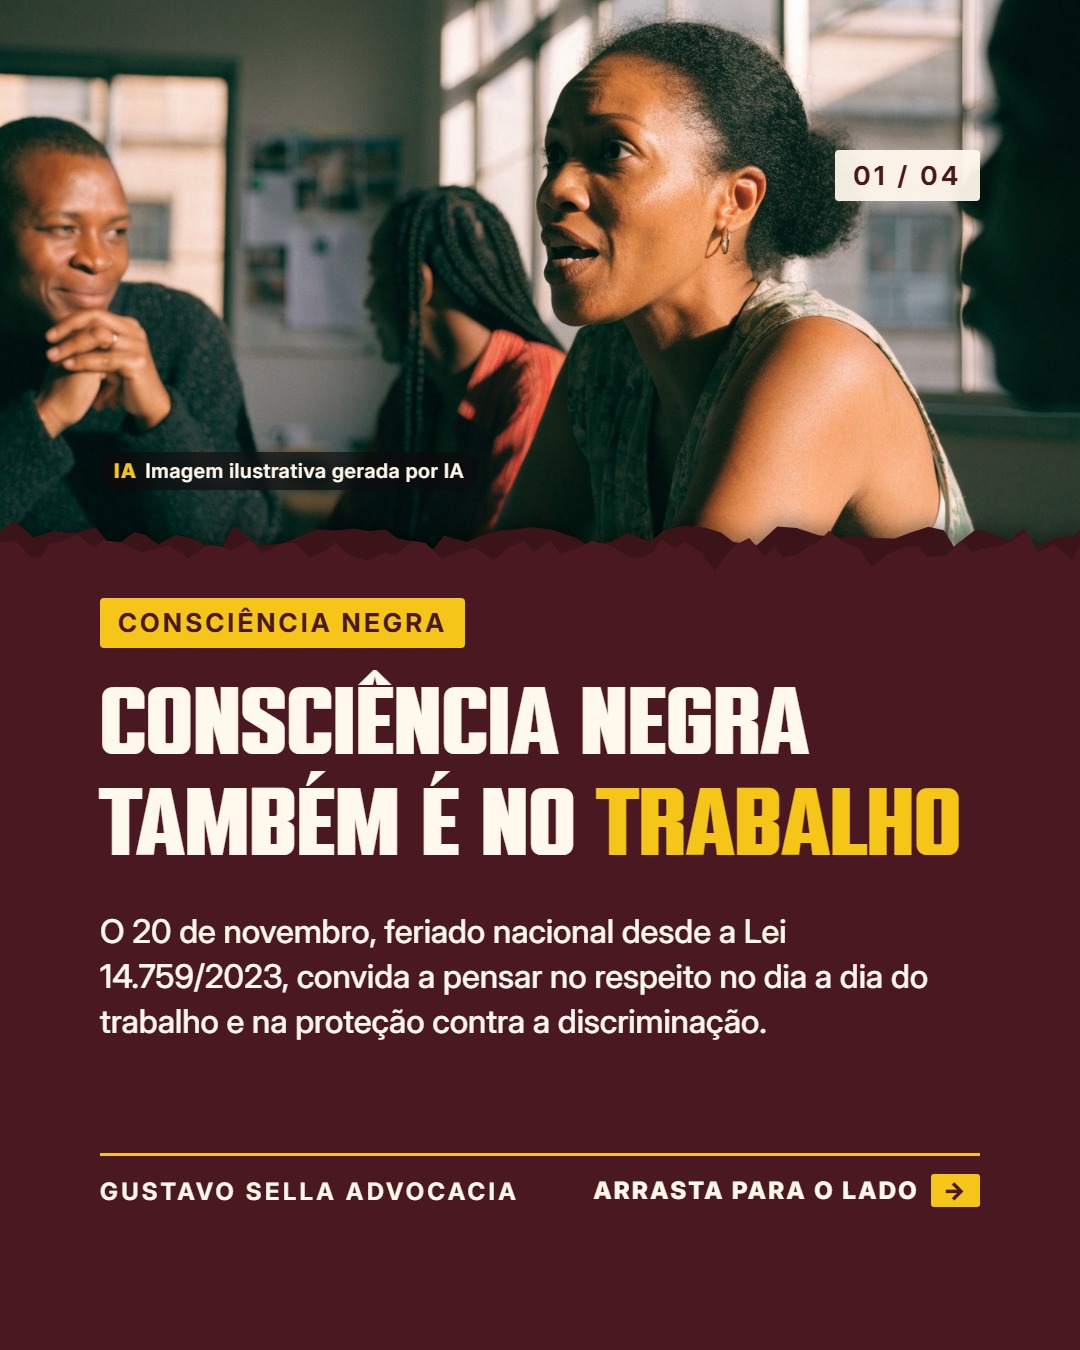 01 / 04
IA Imagem ilustrativa gerada por IA
CONSCIÊNCIA NEGRA
CONSCIÊNCIA NEGRA
TAMBÉM É NO TRABALHO
O 20 de novembro, feriado nacional desde a Lei
14.759/2023, convida a pensar no respeito no dia a dia do
trabalho e na proteção contra a discriminação.
GUSTAVO SELLA ADVOCACIA
ARRASTA PARA O LADO →